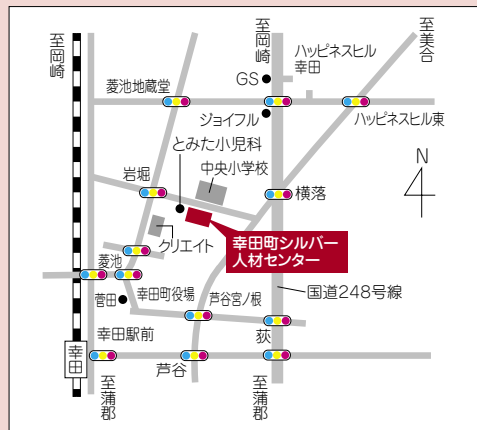 至岡崎
至岡崎
至美合
ハッピネスヒル
幸田
GS
菱池地蔵堂
ジョイフル
ハッピネスヒル東
とみた小児科
中央小学校
岩堀
横落
N
幸田町シルバー
人材センター
クリエイト
菱池
菅田
幸田町役場
芦谷宮ノ根
国道248号線
荻
幸田駅前
幸田
芦谷
至蒲郡
至蒲郡